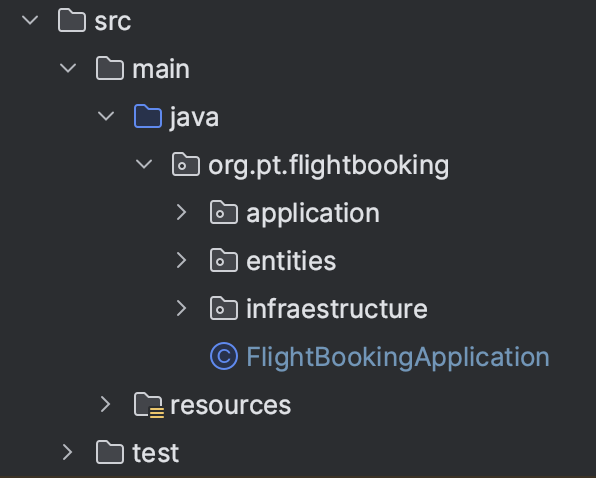 src
main
java
org.pt.flightbooking
application
entities
infraestructure
FlightBookingApplication
resources
test